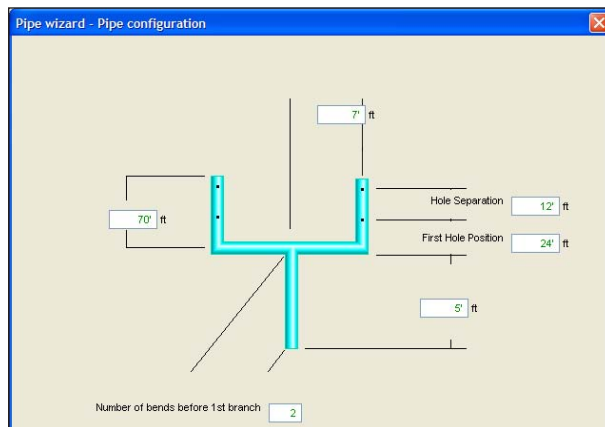 Pipe wizard - Pipe configuration
7' ft
70' ft
Hole Separation 12' ft
First Hole Position 24' ft
5' ft
Number of bends before 1st branch 2